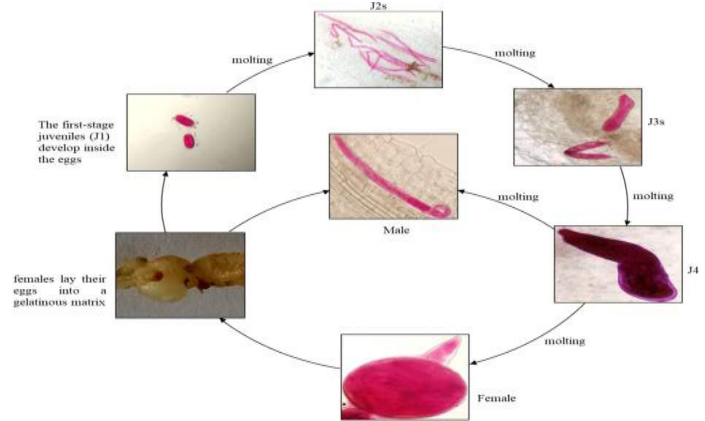 J2s
molting
molting
The first-stage
juveniles (J1)
develop inside
the eggs
J3s
molting
molting
Male
J4
females lay their
eggs into a
gelatinous matrix
molting
Female